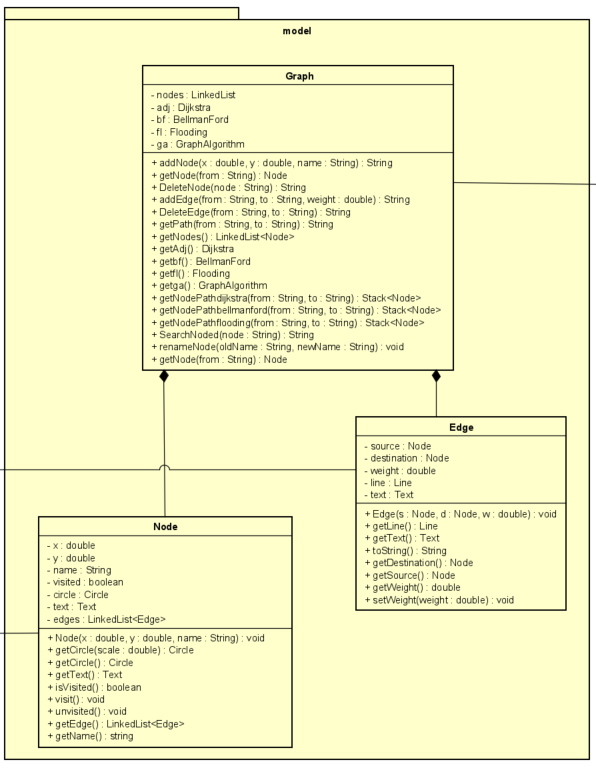 model
Graph
- nodes : LinkedList
- adj : Dijkstra
- bf : BellmanFord
- fl : Flooding
- ga : GraphAlgorithm
+ addNode(x : double, y : double, name : String) : String
+ getNode(from : String) : Node
+ DeleteNode(node : String) : String
+ addEdge(from : String, to : String, weight : double) : String
+ DeleteEdge(from : String, to : String) : String
+ getPath(from : String, to : String) : String
+ getNodes() : LinkedList<Node>
+ getAdj() : Dijkstra
+ getbf() : BellmanFord
+ getfl() : Flooding
+ getga() : GraphAlgorithm
+ getNodePathdijkstra(from : String, to : String) : Stack<Node>
+ getNodePathbellmanford(from : String, to : String) : Stack<Node>
+ getNodePathflooding(from : String, to : String) : Stack<Node>
+ SearchNoded(node : String) : String
+ renameNode(oldName : String, newName : String) : void
+ getNode(from : String) : Node
Edge
- source : Node
- destination : Node
- weight : double
- line : Line
- text : Text
+ Edge(s : Node, d : Node, w : double) : void
+ getLine() : Line
+ getText() : Text
+ toString() : String
+ getDestination() : Node
+ getSource() : Node
+ getWeight() : double
+ setWeight(weight : double) : void
Node
- x : double
- y : double
- name : String
- visited : boolean
- circle : Circle
- text : Text
- edges : LinkedList<Edge>
+ Node(x : double, y : double, name : String) : void
+ getCircle(scale : double) : Circle
+ getCircle() : Circle
+ getText() : Text
+ isVisited() : boolean
+ visit() : void
+ unvisited() : void
+ getEdge() : LinkedList<Edge>
+ getName() : string